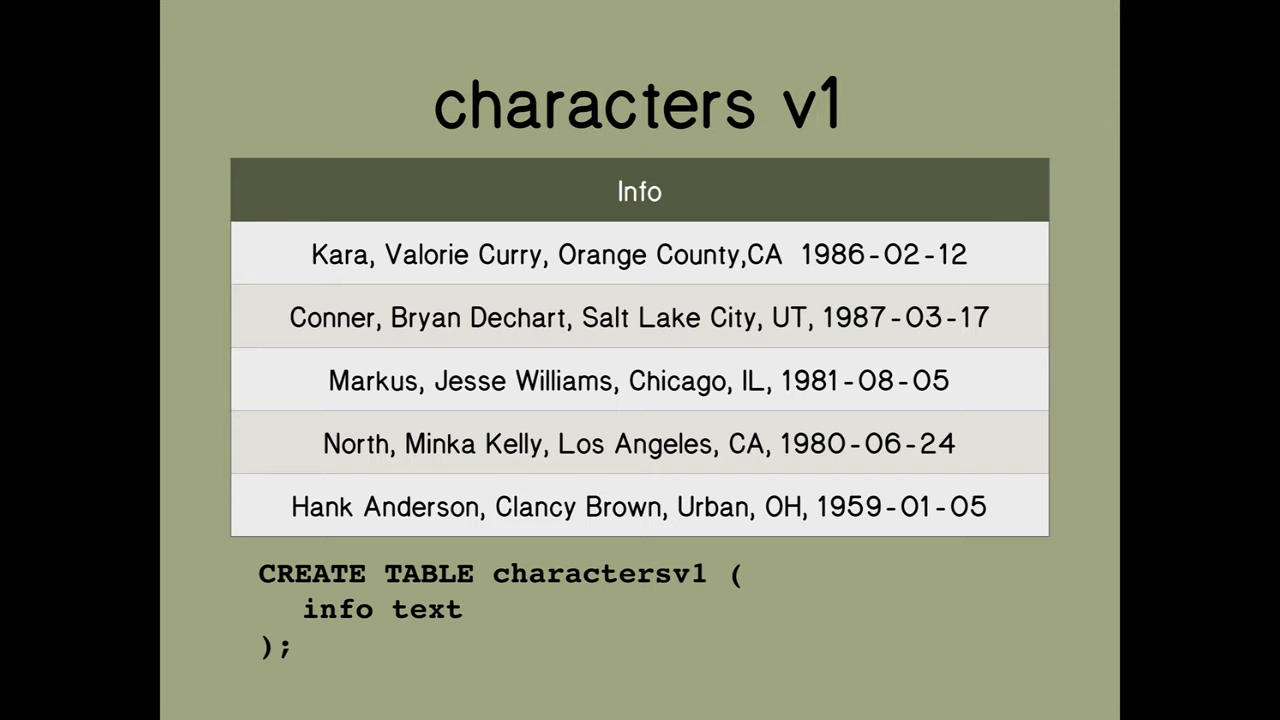 characters v1
Info
Kara, Valorie Curry, Orange County,CA  1986-02-12
Conner, Bryan Dechart, Salt Lake City, UT, 1987-03-17
Markus, Jesse Williams, Chicago, IL, 1981-08-05
North, Minka Kelly, Los Angeles, CA, 1980-06-24
Hank Anderson, Clancy Brown, Urban, OH, 1959-01-05
CREATE TABLE charactersv1 (
info text
);